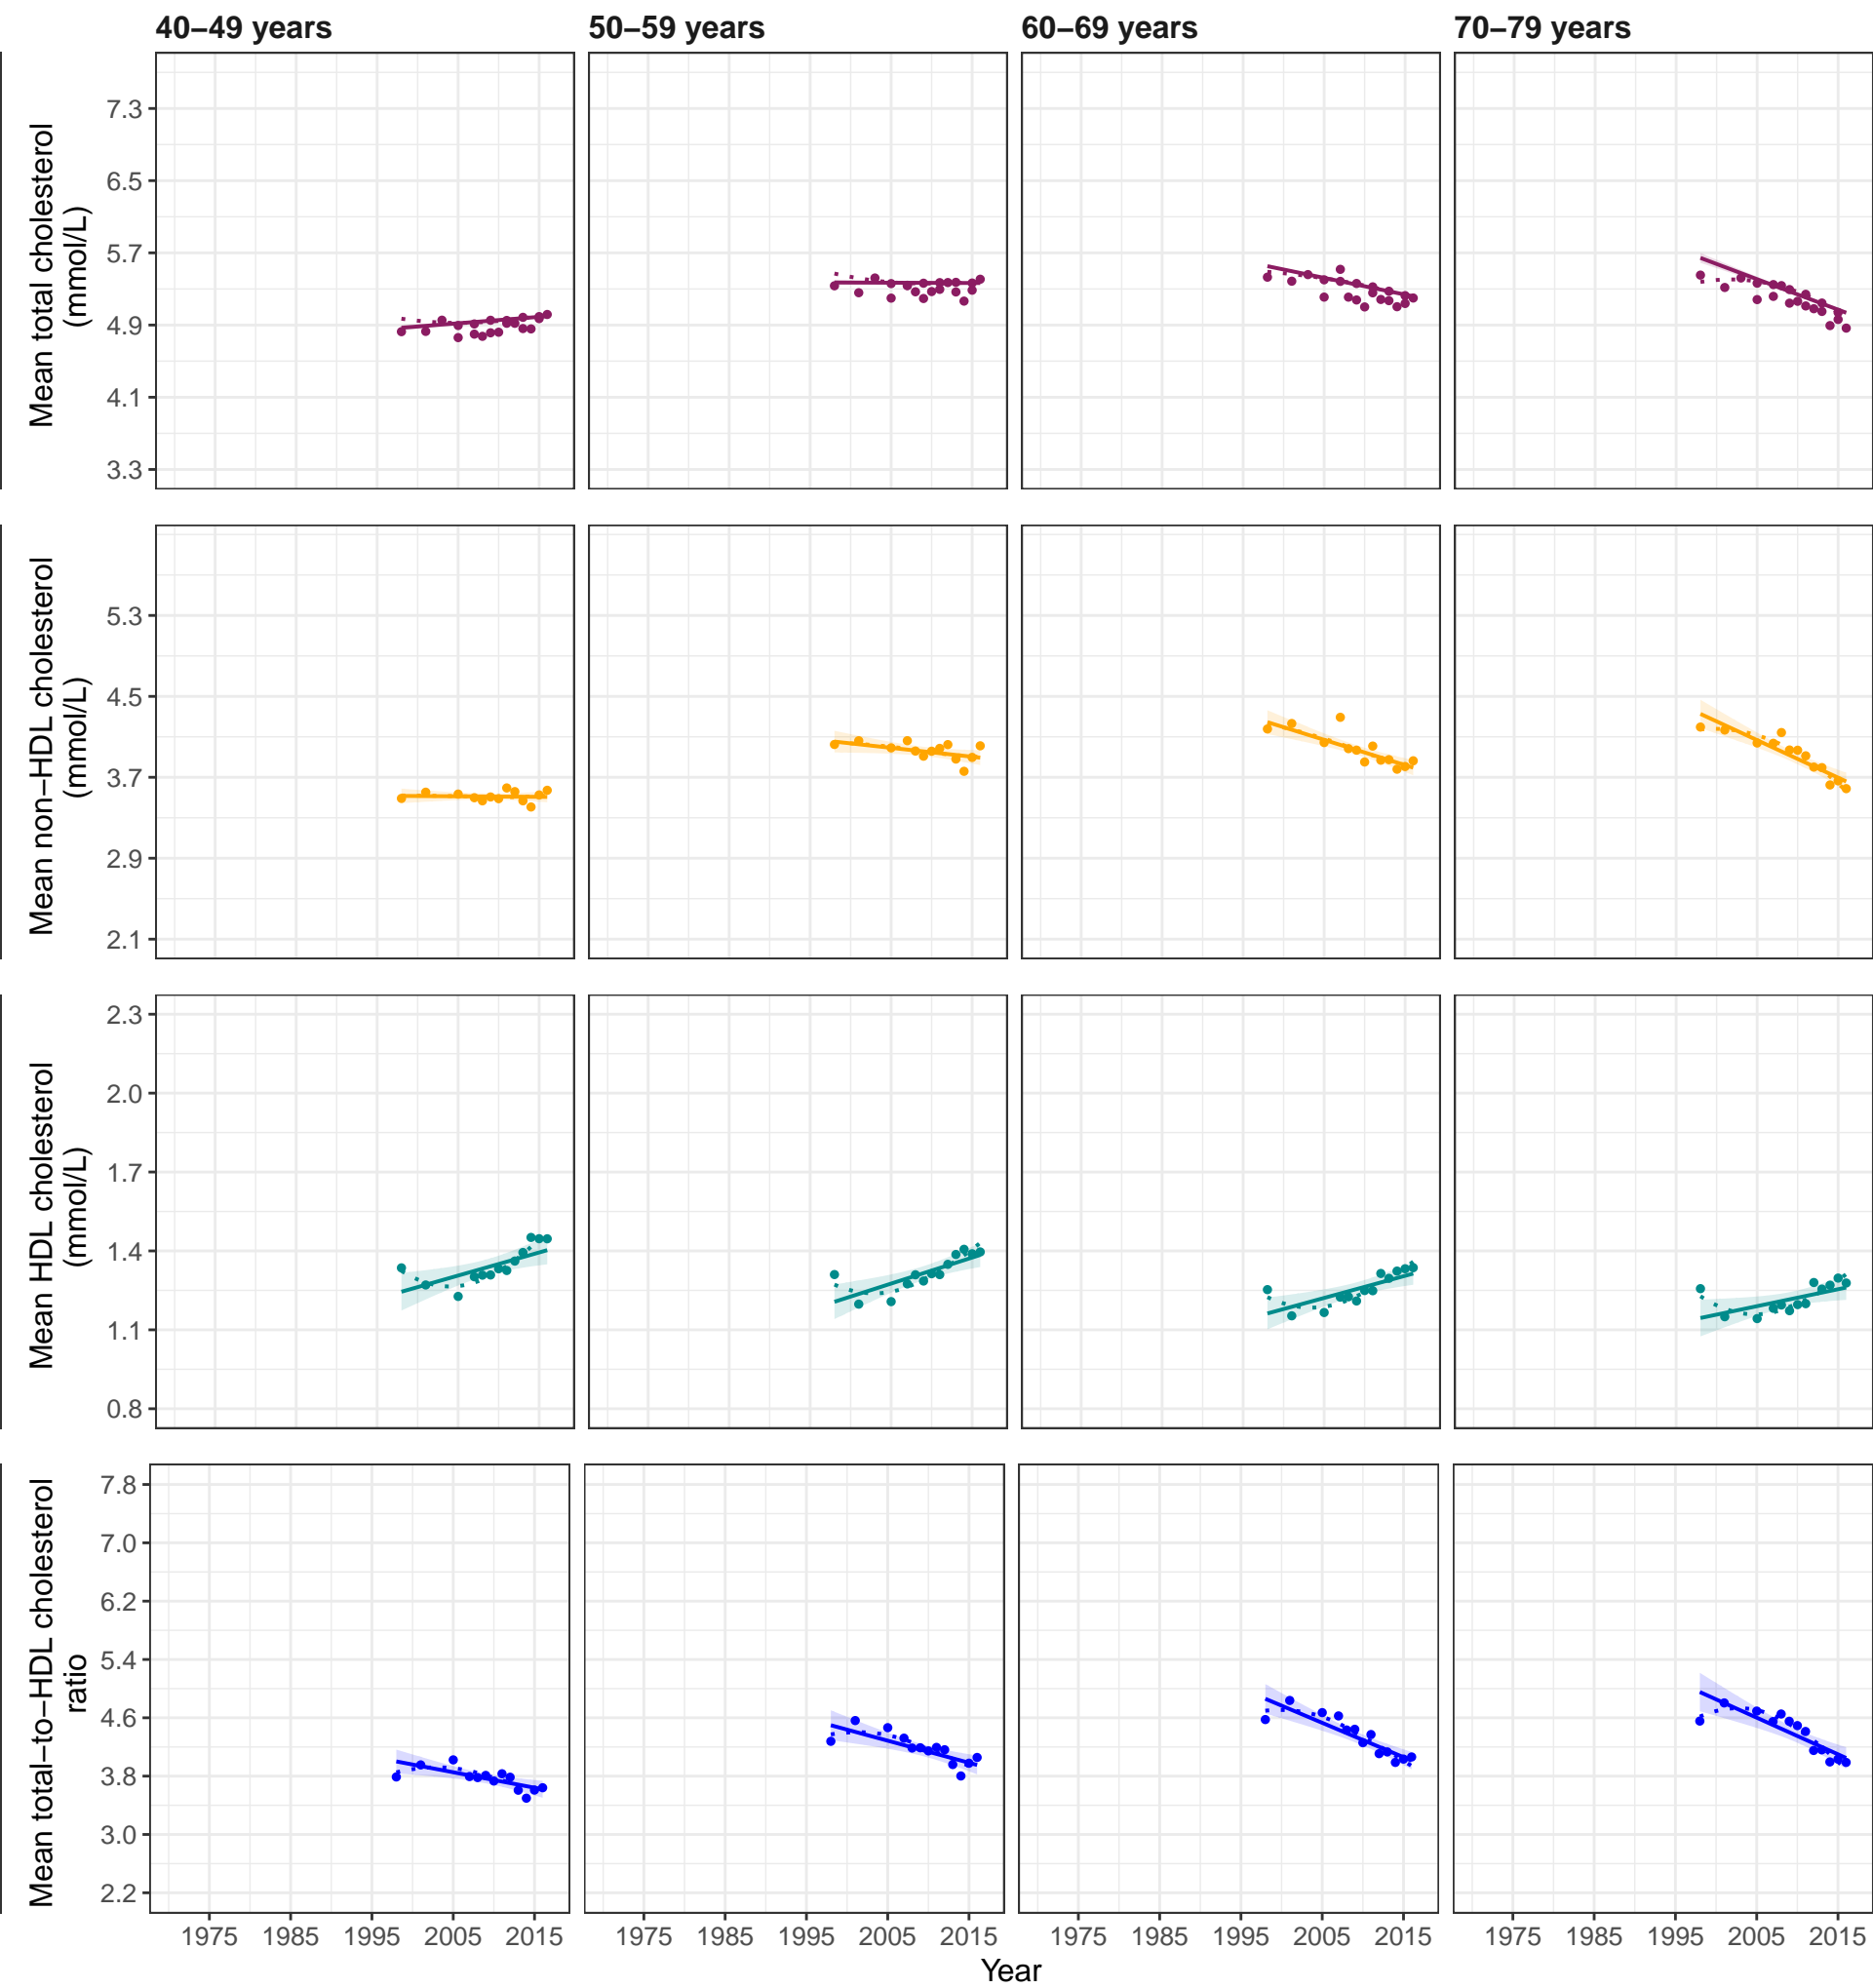 40–49 years
50–59 years
60–69 years
70–79 years
Mean total cholesterol
(mmol/L)
7.3
6.5
5.7
4.9
4.1
3.3
Mean non–HDL cholesterol
(mmol/L)
5.3
4.5
3.7
2.9
2.1
Mean HDL cholesterol
(mmol/L)
2.3
2.0
1.7
1.4
1.1
0.8
Mean total–to–HDL cholesterol
ratio
7.8
7.0
6.2
5.4
4.6
3.8
3.0
2.2
1975 1985 1995 2005 2015 1975 1985 1995 2005 2015 1975 1985 1995 2005 2015 1975 1985 1995 2005 2015
Year